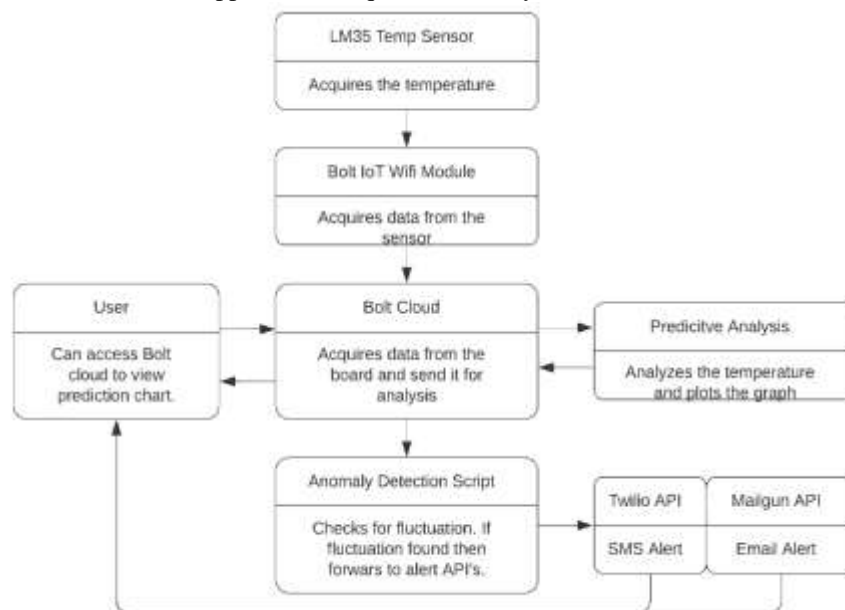 LM35 Temp Sensor
Acquires the temperature
Bolt IoT Wifi Module
Acquires data from the
sensor
User
Can access Bolt
cloud to view
prediction chart.
Bolt Cloud
Acquires data from the
board and send it for
analysis
Predicitve Analysis
Analyzes the temperature
and plots the graph
Anomaly Detection Script
Checks for fluctuation. If
fluctuation found then
forwars to alert API's.
Twilio API
SMS Alert
Mailgun API
Email Alert